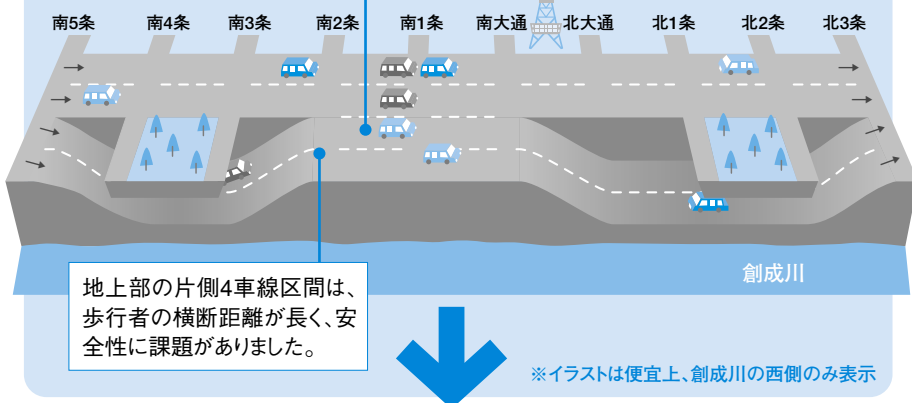 南5条 南4条 南3条 南2条 南1条 南大通 北大通 北1条 北2条 北3条
創成川
地上部の片側4車線区間は、
歩行者の横断距離が長く、安
全性に課題がありました。
※イラストは便宜上、創成川の西側のみ表示